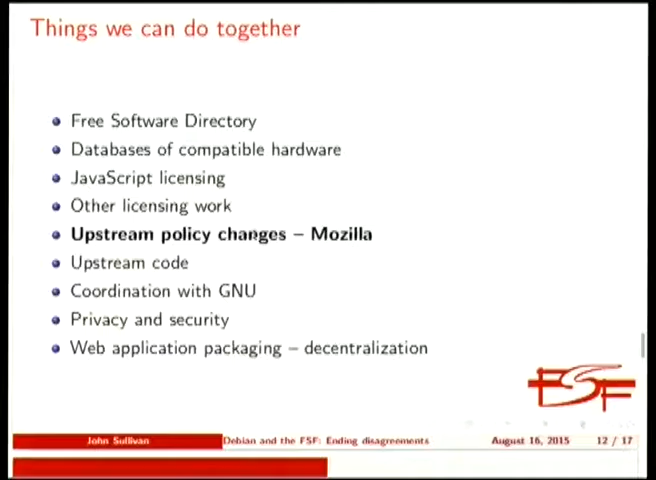 Things we can do together
Free Software Directory
Databases of compatible hardware
JavaScript licensing
Other licensing work
Upstream policy changes – Mozilla
Upstream code
Coordination with GNU
Privacy and security
Web application packaging – decentralization
FSF
John Sullivan Debian and the FSF: Ending disagreements August 16, 2015 12 / 17